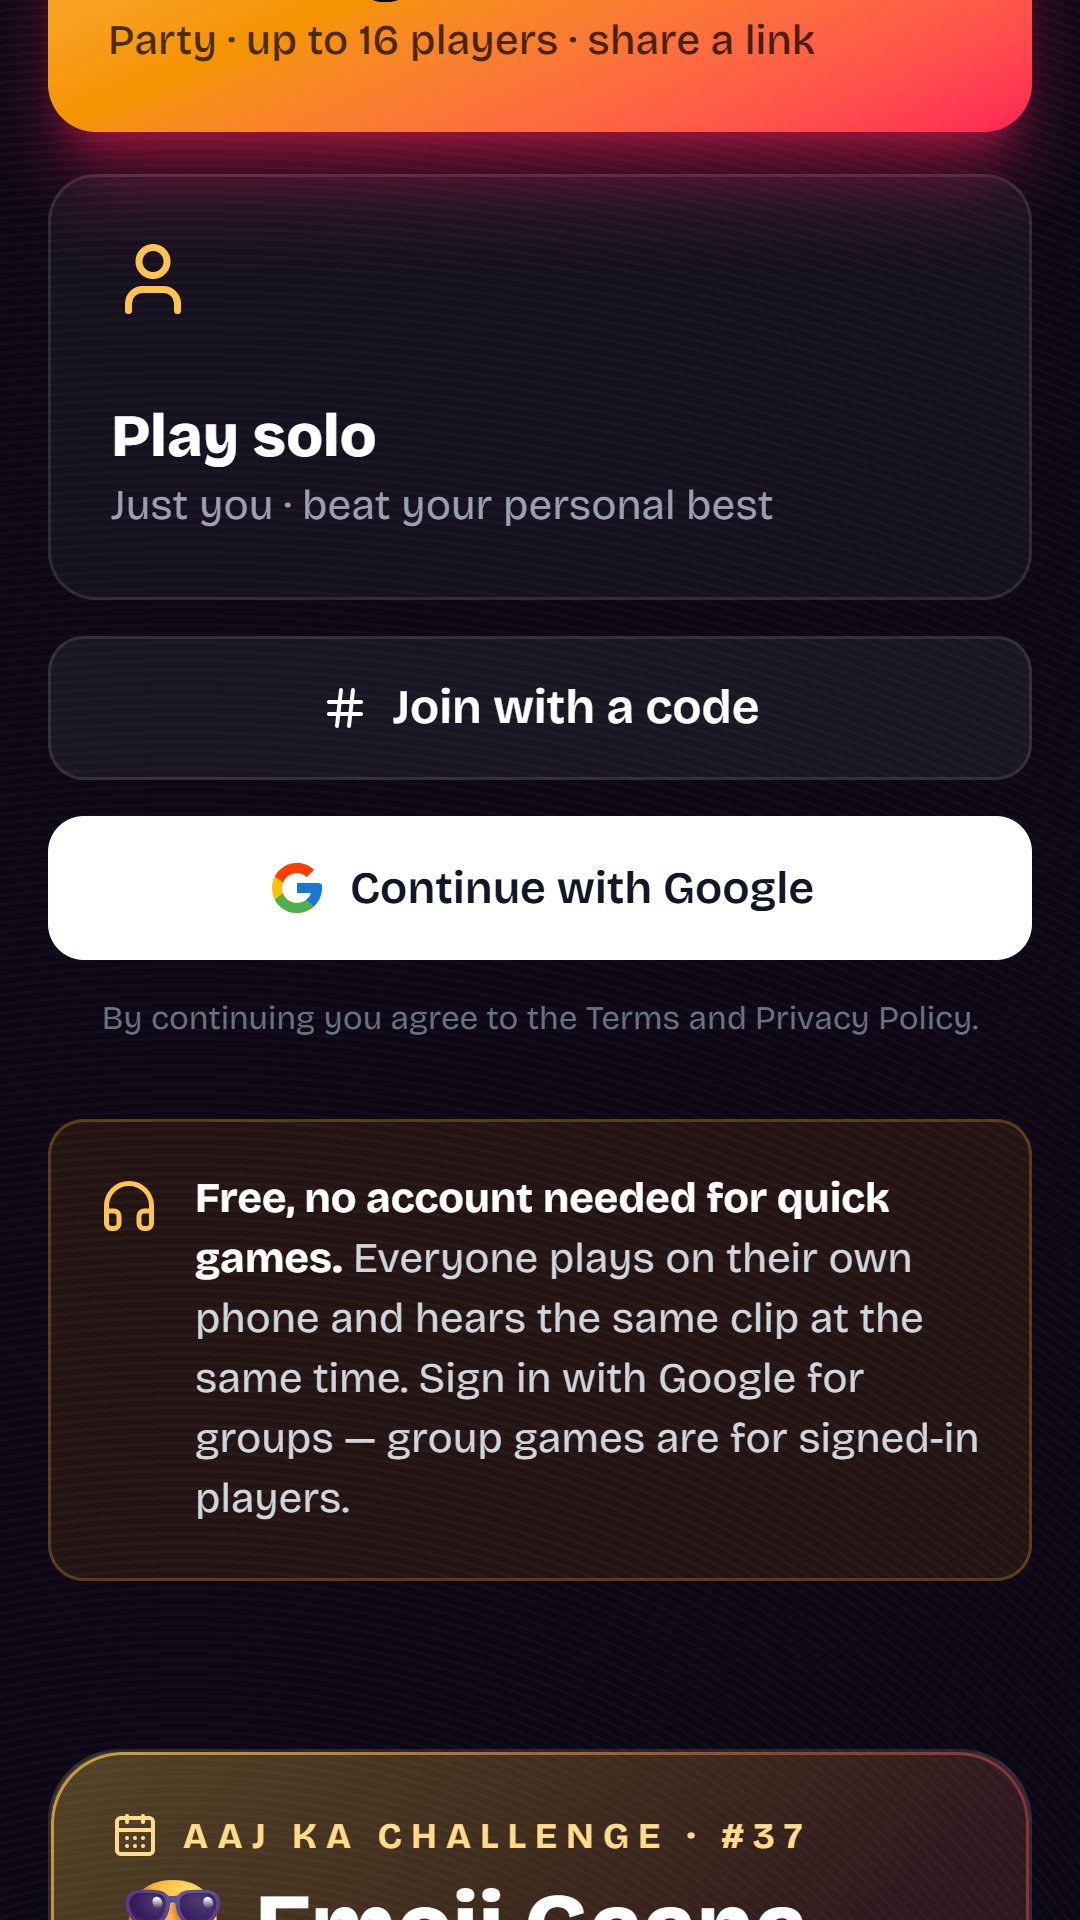 Party · up to 16 players · share a link
Play solo
Just you · beat your personal best
# Join with a code
Continue with Google
By continuing you agree to the Terms and Privacy Policy.
Free, no account needed for quick
games. Everyone plays on their own
phone and hears the same clip at the
same time. Sign in with Google for
groups — group games are for signed-in
players.
AAJ KA CHALLENGE · #37
Emoji